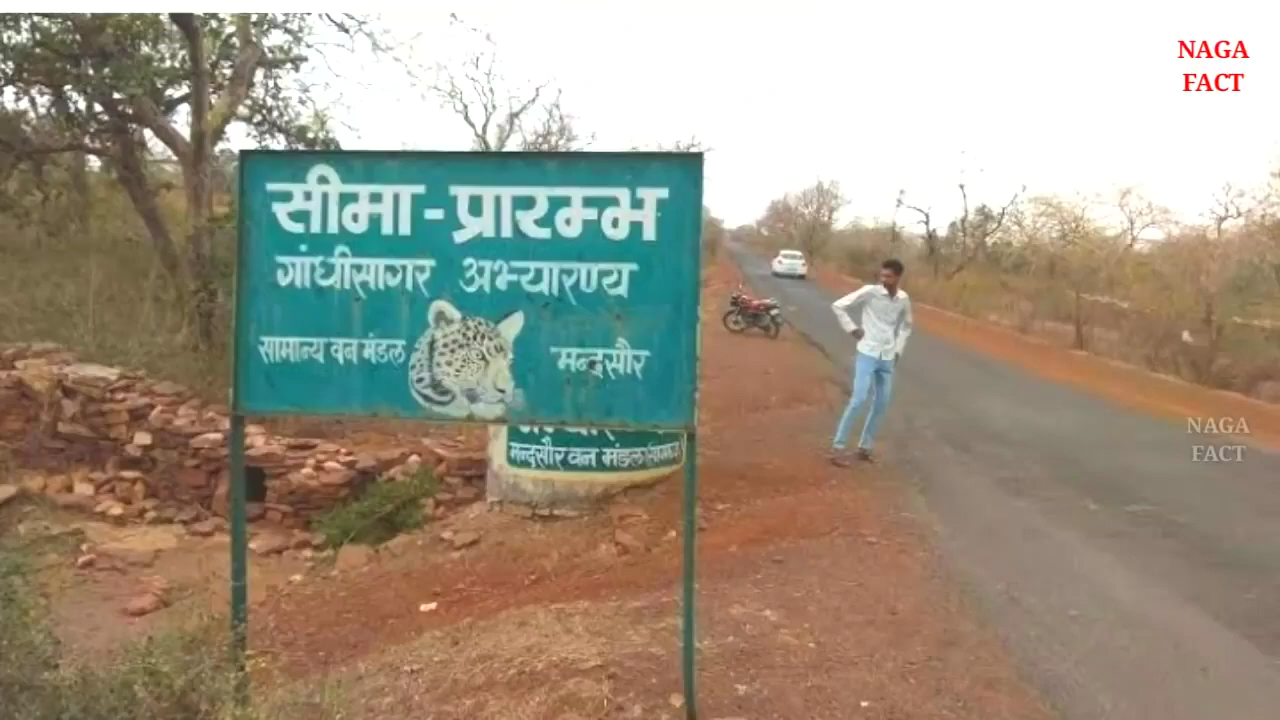 NAGA
FACT
सीमा-प्रारम्भ
गांधीसागर अभ्यारण्य
सामान्य वन मंडल मन्दसौर
मन्दसौर वन मंडल
NAGA
FACT